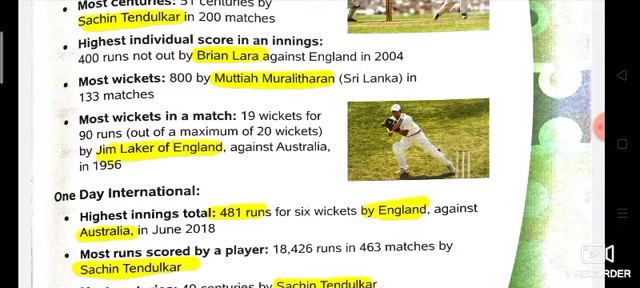 Most centuries: 51 centuries by
Sachin Tendulkar in 200 matches
• Highest individual score in an innings:
400 runs not out by Brian Lara against England in 2004
• Most wickets: 800 by Muttiah Muralitharan (Sri Lanka) in
133 matches
• Most wickets in a match: 19 wickets for
90 runs (out of a maximum of 20 wickets)
by Jim Laker of England, against Australia,
in 1956
One Day International:
• Highest innings total: 481 runs for six wickets by England, against
Australia, in June 2018
• Most runs scored by a player: 18,426 runs in 463 matches by
Sachin Tendulkar
49 centuries by Sachin Tendulkar
V RECORDER